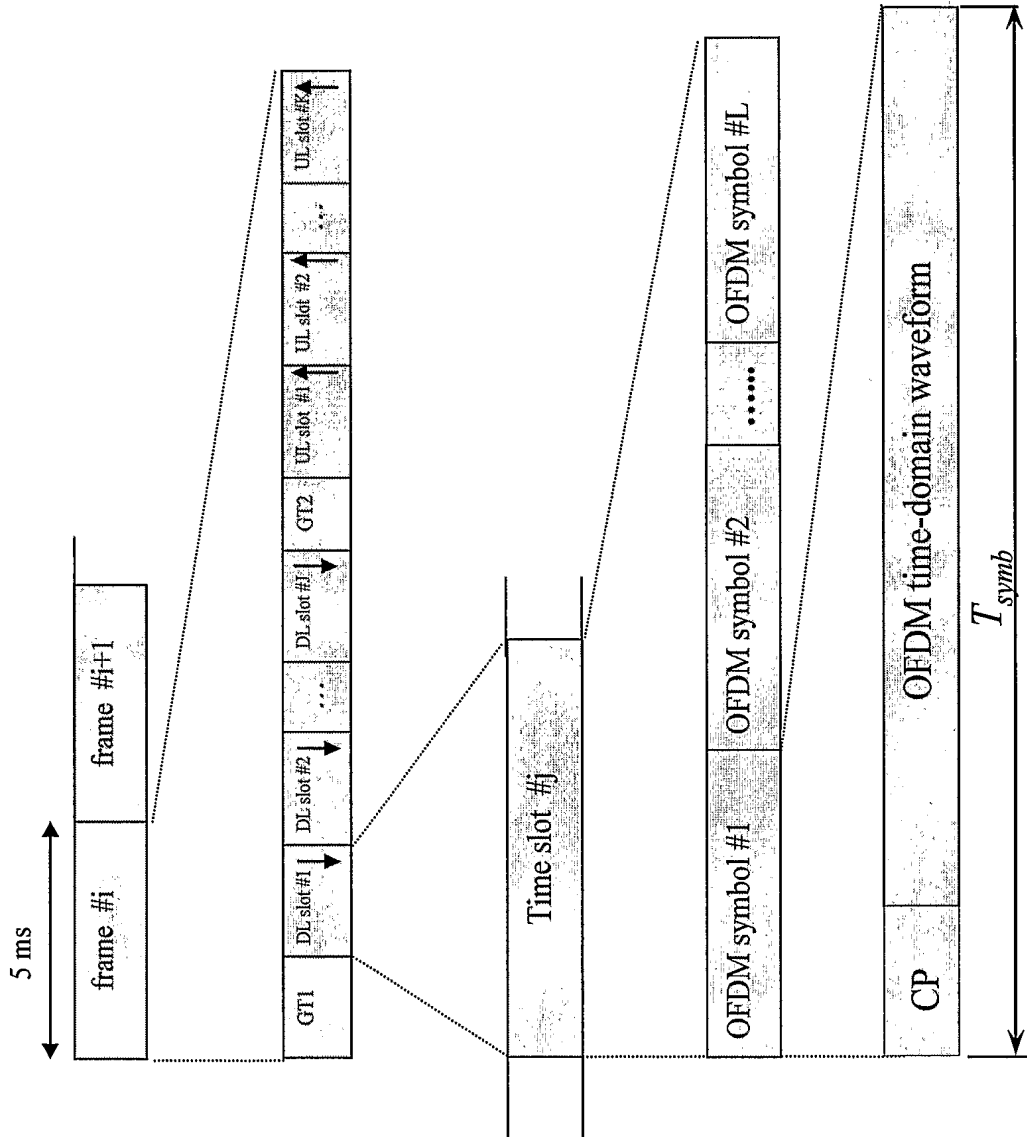 5 ms
frame #i
frame #i+1
GT1
DL slot #1
DL slot #2
...
DL slot #J
GT2
UL slot #1
UL slot #2
...
UL slot #K
Time slot #j
OFDM symbol #1
OFDM symbol #2
......
OFDM symbol #L
CP
OFDM time-domain waveform
T symb